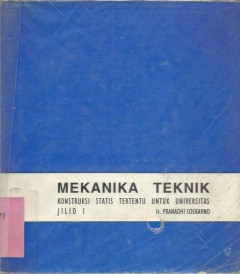 MEKANIKA TEKNIK
KONSTRUKSI STATIS TERTENTU UNTUK UNIVERSITAS
JILID I ir. PRANADHI SOEKARNO